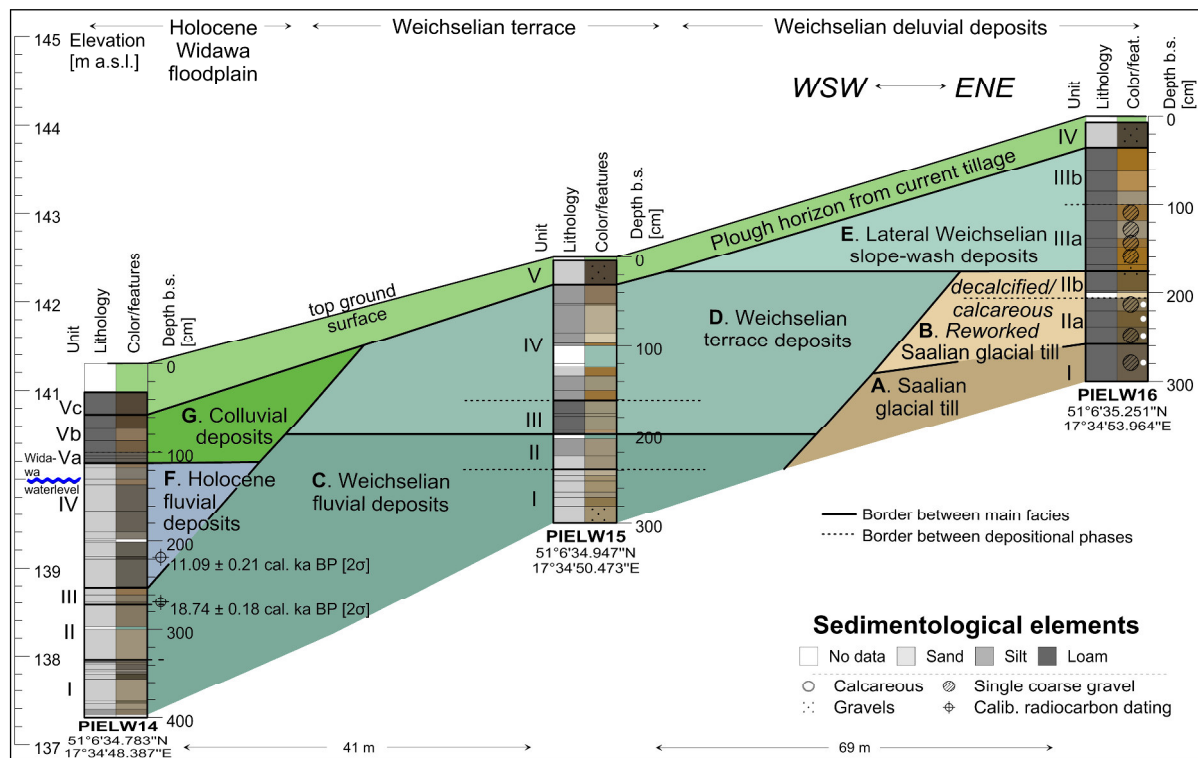 Elevation
[m a.s.l.]
Holocene
Widawa
floodplain
Weichselian terrace
Weichselian deluvial deposits
WSW
ENE
145
144
143
142
141
140
139
138
137
Unit
Lithology
Color/features
Depth b.s.
[cm]
0
100
200
300
400
Vc
Vb
Va
IV
III
II
I
Wida-
wa
waterlevel
PIELW14
51°6'34.783"N
17°34'48.387"E
Unit
Lithology
Color/features
Depth b.s.
[cm]
0
100
200
300
V
IV
III
II
I
PIELW15
51°6'34.947"N
17°34'50.473"E
Unit
Lithology
Color/feat.
Depth b.s.
[cm]
0
100
200
300
IV
IIIb
IIIa
IIb
IIa
I
PIELW16
51°6'35.251"N
17°34'53.964"E
top ground
surface
Plough horizon from current tillage
E. Lateral Weichselian
slope-wash deposits
D. Weichselian
terrace deposits
decalcified/
calcareous
B. Reworked
Saalian glacial till
A. Saalian
glacial till
G. Colluvial
deposits
F. Holocene
fluvial
deposits
C. Weichselian
fluvial deposits
11.09 ± 0.21 cal. ka BP [2σ]
18.74 ± 0.18 cal. ka BP [2σ]
Border between main facies
Border between depositional phases
Sedimentological elements
No data
Sand
Silt
Loam
Calcareous
Single coarse gravel
Gravels
Calib. radiocarbon dating
41 m
69 m